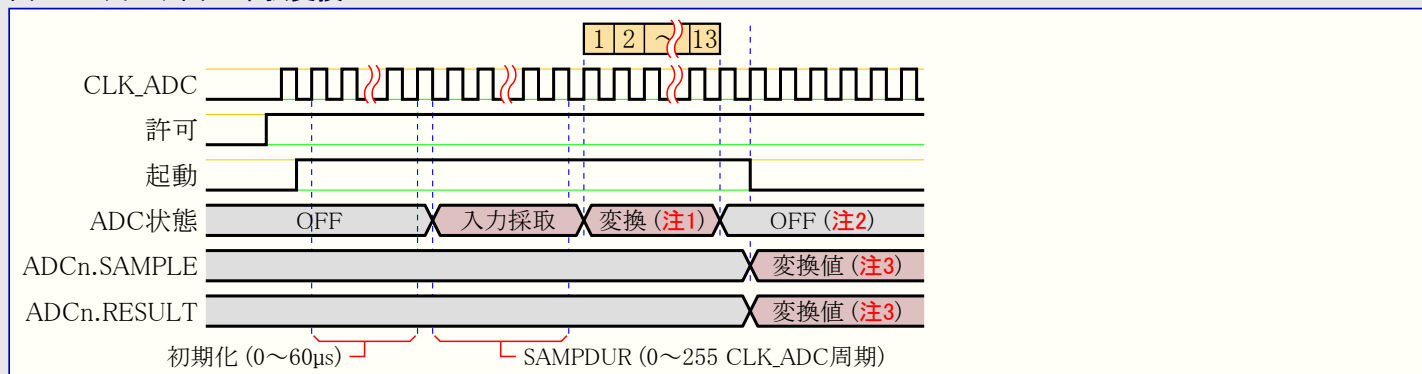 1 2 ～ 13
CLK_ADC
許可
起動
ADC状態 OFF 入力採取 変換 (注1) OFF (注2)
ADCn.SAMPLE 変換値 (注3)
ADCn.RESULT 変換値 (注3)
初期化 (0～60μs) SAMPDUR (0～255 CLK_ADC周期)